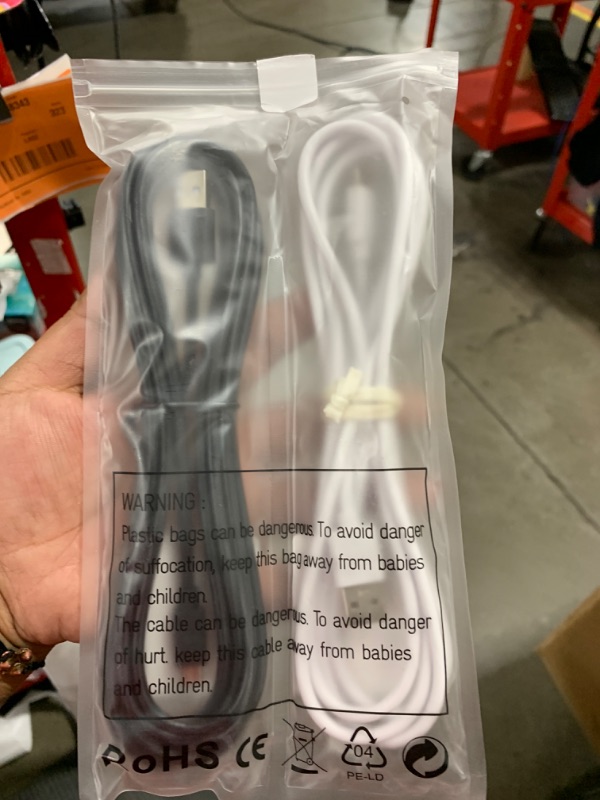 WARNING :
Plastic bags can be dangerous. To avoid danger
of suffocation, keep this bag away from babies
and children.
The cable can be dangerous. To avoid danger
of hurt. keep this cable away from babies
and children.
RoHS CE
04
PE-LD